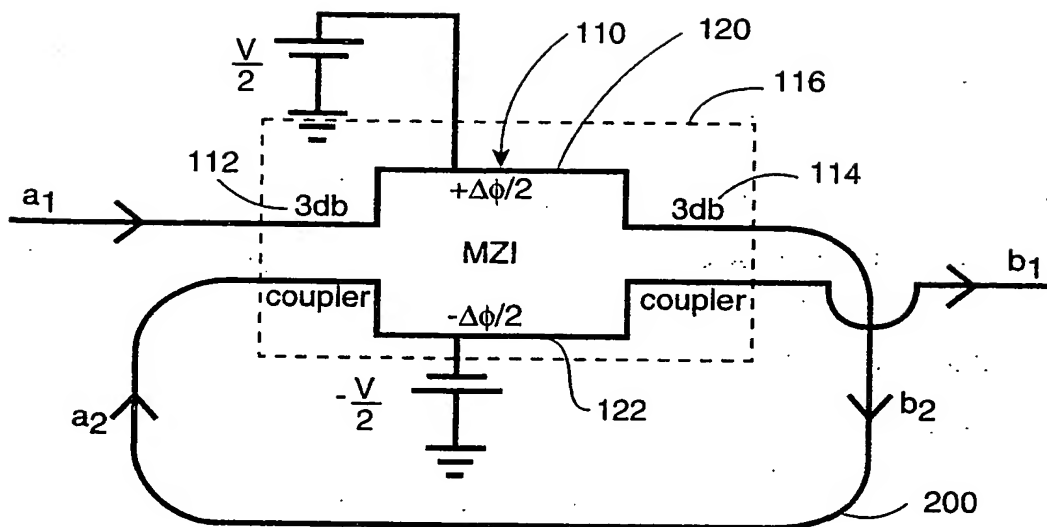 110
120
V
2
116
112
114
+Δφ/2
a1
3db
3db
MZI
b1
coupler
coupler
-Δφ/2
-V
2
a2
122
b2
200